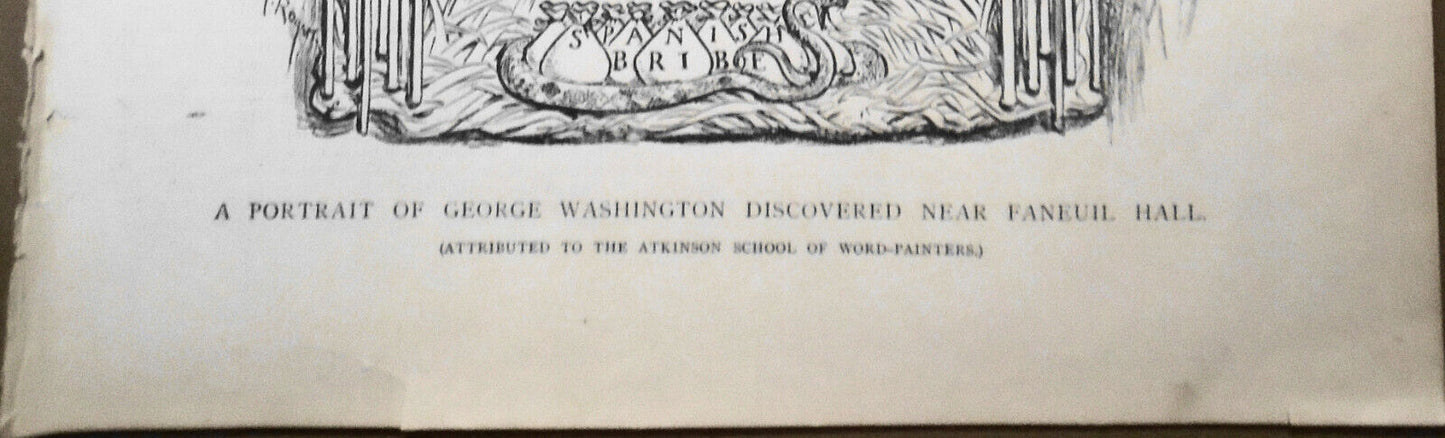 SPANISH
BRIBE
A PORTRAIT OF GEORGE WASHINGTON DISCOVERED NEAR FANEUIL HALL.
(ATTRIBUTED TO THE ATKINSON SCHOOL OF WORD-PAINTERS.)